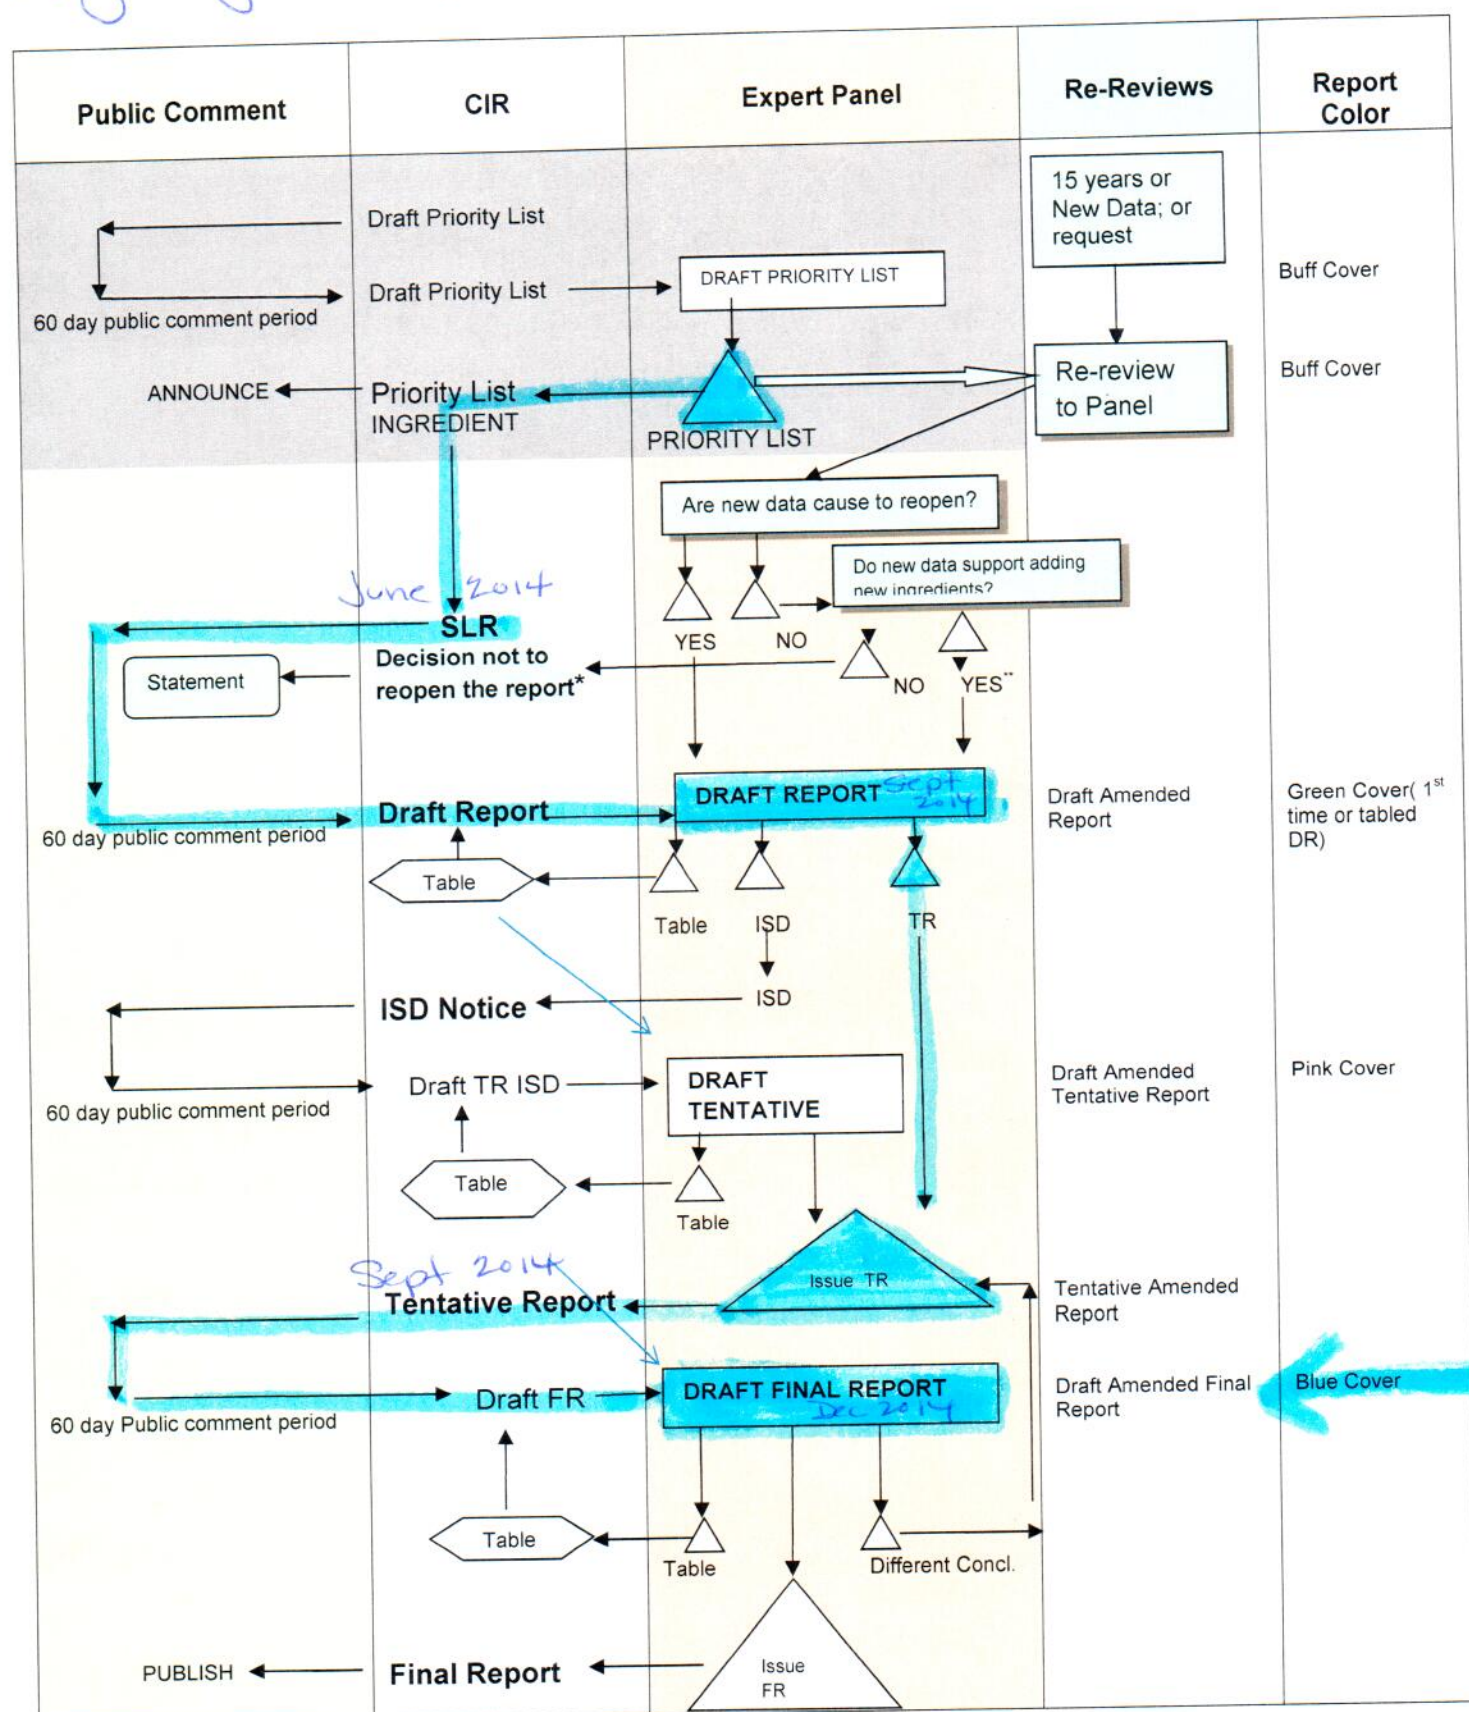 Public Comment
CIR
Expert Panel
Re-Reviews
Report
Color
15 years or
New Data; or
request
Draft Priority List
Draft Priority List
DRAFT PRIORITY LIST
Buff Cover
60 day public comment period
ANNOUNCE
Priority List
INGREDIENT
PRIORITY LIST
Re-review
to Panel
Buff Cover
Are new data cause to reopen?
Do new data support adding
new ingredients?
June 2014
SLR
YES
NO
Decision not to
reopen the report*
Statement
NO
YES**
DRAFT REPORT
Sept
2014
Draft Report
60 day public comment period
Draft Amended
Report
Green Cover( 1st
time or tabled
DR)
Table
Table
ISD
TR
ISD
ISD Notice
Draft TR ISD
DRAFT
TENTATIVE
60 day public comment period
Draft Amended
Tentative Report
Pink Cover
Table
Table
Issue TR
Sept 2014
Tentative Report
Tentative Amended
Report
Draft FR
DRAFT FINAL REPORT
Dec 2014
60 day Public comment period
Draft Amended Final
Report
Blue Cover
Table
Table
Different Concl.
PUBLISH
Final Report
Issue
FR